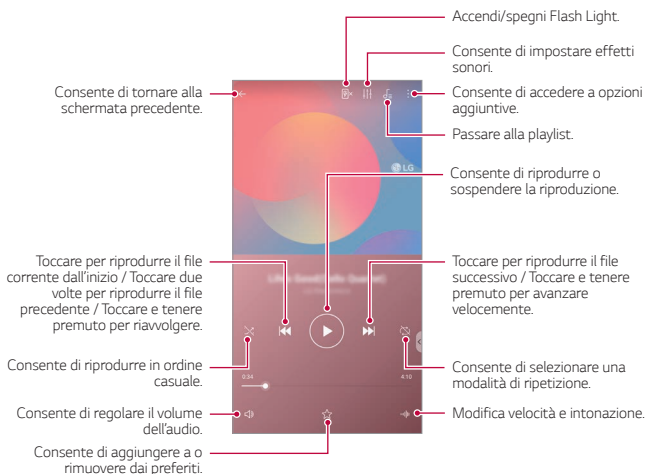 Accendi/spegni Flash Light.
Consente di impostare effetti
sonori.
Consente di tornare alla
schermata precedente.
Consente di accedere a opzioni
aggiuntive.
Passare alla playlist.
LG
Consente di riprodurre o
sospendere la riproduzione.
Toccare per riprodurre il file
corrente dall'inizio / Toccare due
volte per riprodurre il file
precedente / Toccare e tenere
premuto per riavvolgere.
Toccare per riprodurre il file
successivo / Toccare e tenere
premuto per avanzare
velocemente.
Consente di riprodurre in ordine
casuale.
0:34
4:10
Consente di selezionare una
modalità di ripetizione.
Consente di regolare il volume
dell'audio.
Modifica velocità e intonazione.
Consente di aggiungere a o
rimuovere dai preferiti.